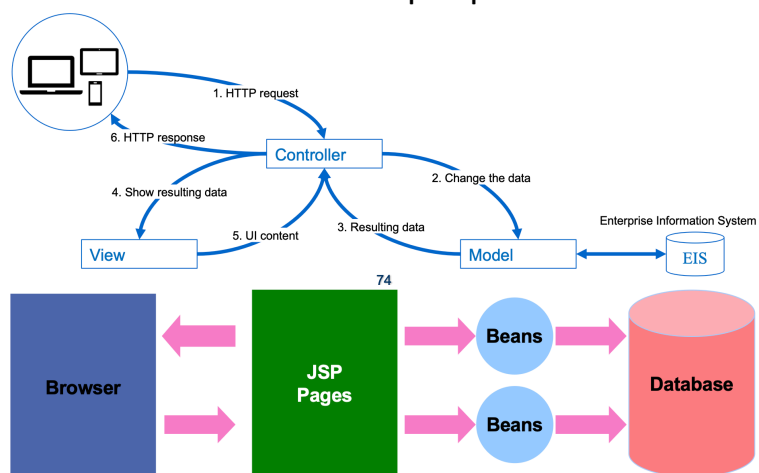 1. HTTP request
6. HTTP response
Controller
2. Change the data
4. Show resulting data
3. Resulting data
5. UI content
Enterprise Information System
View
Model
EIS
74
Browser
JSP
Pages
Beans
Beans
Database